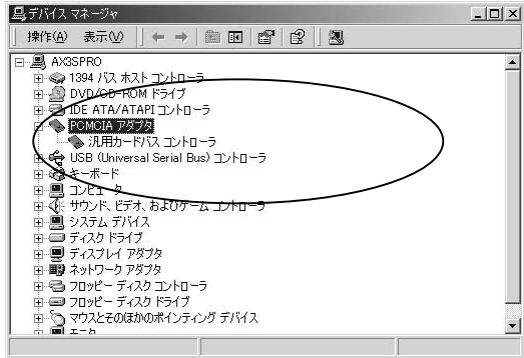 デバイス マネージャ
操作(A) 表示(V)
AX3SPRO
1394 バス ホスト コントローラ
DVD/CD-ROM ドライブ
IDE ATA/ATAPI コントローラ
PCMCIA アダプタ
汎用カードバス コントローラ
USB (Universal Serial Bus) コントローラ
キーボード
コンピュータ
サウンド、ビデオ、およびゲーム コントローラ
システム デバイス
ディスク ドライブ
ディスプレイ アダプタ
ネットワーク アダプタ
フロッピー ディスク コントローラ
フロッピー ディスク ドライブ
マウスとそのほかのポインティング デバイス
モニタ